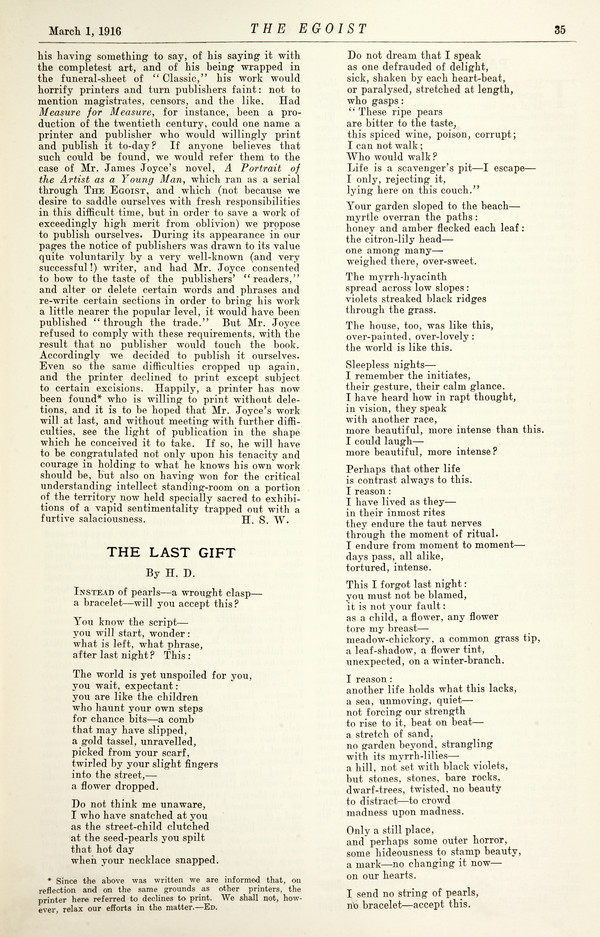 March 1, 1916
THE EGOIST
35
his having something to say, of his saying it with
the completest art, and of his being wrapped in
the funeral-sheet of “Classic,” his work would
horrify printers and turn publishers faint: not to
mention magistrates, censors, and the like. Had
Measure for Measure, for instance, been a pro-
duction of the twentieth century, could one name a
printer and publisher who would willingly print
and publish it to-day? If anyone believes that
such could be found, we would refer them to the
case of Mr. James Joyce's novel, A Portrait of
the Artist as a Young Man, which ran as a serial
through THE EGOIST, and which (not because we
desire to saddle ourselves with fresh responsibilities
in this difficult time, but in order to save a work of
exceedingly high merit from oblivion) we propose
to publish ourselves. During its appearance in our
pages the notice of publishers was drawn to its value
quite voluntarily by a very well-known (and very
successful!) writer, and had Mr. Joyce consented
to bow to the taste of the publishers' “readers,”
and alter or delete certain words and phrases and
re-write certain sections in order to bring his work
a little nearer the popular level, it would have been
published “through the trade.” But Mr. Joyce
refused to comply with these requirements, with the
result that no publisher would touch the book.
Accordingly we decided to publish it ourselves.
Even so the same difficulties cropped up again,
and the printer declined to print except subject
to certain excisions. Happily, a printer has now
been found* who is willing to print without dele-
tions, and it is to be hoped that Mr. Joyce's work
will at last, and without meeting with further diffi-
culties, see the light of publication in the shape
which he conceived it to take. If so, he will have
to be congratulated not only upon his tenacity and
courage in holding to what he knows his own work
should be, but also on having won for the critical
understanding intellect standing-room on a portion
of the territory now held specially sacred to exhibi-
tions of a vapid sentimentality trapped out with a
furtive salaciousness. H. S. W.
THE LAST GIFT
By H. D.
INSTEAD of pearls—a wrought clasp—
a bracelet—will you accept this?
You know the script—
you will start, wonder:
what is left, what phrase,
after last night? This:
The world is yet unspoiled for you,
you wait, expectant:
you are like the children
who haunt your own steps
for chance bits—a comb
that may have slipped,
a gold tassel, unravelled,
picked from your scarf,
twirled by your slight fingers
into the street,—
a flower dropped.
Do not think me unaware,
I who have snatched at you
as the street-child clutched
at the seed-pearls you spilt
that hot day
when your necklace snapped.
* Since the above was written we are informed that, on
reflection and on the same grounds as other printers, the
printer here referred to declines to print. We shall not, how-
ever, relax our efforts in the matter.—ED.
Do not dream that I speak
as one defrauded of delight,
sick, shaken by each heart-beat,
or paralysed, stretched at length,
who gasps:
“These ripe pears
are bitter to the taste,
this spiced wine, poison, corrupt;
I can not walk;
Who would walk?
Life is a scavenger's pit—I escape—
I only, rejecting it,
lying here on this couch.”
Your garden sloped to the beach—
myrtle overran the paths:
honey and amber flecked each leaf:
the citron-lily head—
one among many—
weighed there, over-sweet.
The myrrh-hyacinth
spread across low slopes:
violets streaked black ridges
through the grass.
The house, too, was like this,
over-painted, over-lovely:
the world is like this.
Sleepless nights—
I remember the initiates,
their gesture, their calm glance.
I have heard how in rapt thought,
in vision, they speak
with another race,
more beautiful, more intense than this.
I could laugh—
more beautiful, more intense?
Perhaps that other life
is contrast always to this.
I reason:
I have lived as they—
in their inmost rites
they endure the taut nerves
through the moment of ritual.
I endure from moment to moment—
days pass, all alike,
tortured, intense.
This I forgot last night:
you must not be blamed,
it is not your fault:
as a child, a flower, any flower
tore my breast—
meadow-chickory, a common grass tip,
a leaf-shadow, a flower tint,
unexpected, on a winter-branch.
I reason:
another life holds what this lacks,
a sea, unmoving, quiet—
not forcing our strength
to rise to it, beat on beat—
a stretch of sand,
no garden beyond, strangling
with its myrrh-lilies—
a hill, not set with black violets,
but stones, stones, bare rocks,
dwarf-trees, twisted, no beauty
to distract—to crowd
madness upon madness.
Only a still place,
and perhaps some outer horror,
some hideousness to stamp beauty,
a mark—no changing it now—
on our hearts.
I send no string of pearls,
no bracelet—accept this.